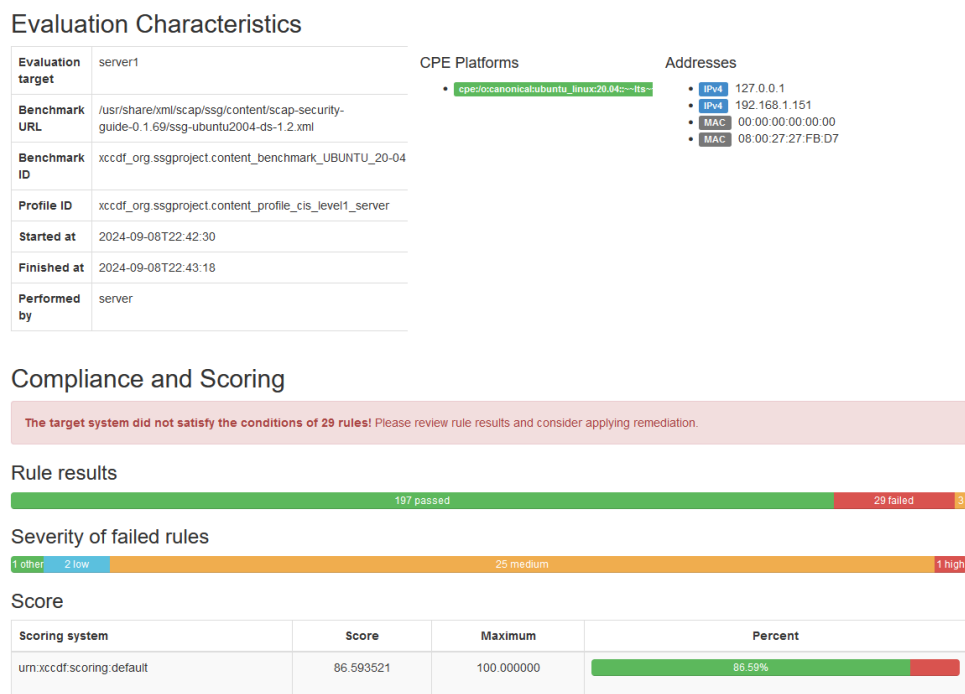 Evaluation Characteristics
Evaluation target server1
Benchmark URL /usr/share/xml/scap/ssg/content/scap-security-guide-0.1.69/ssg-ubuntu2004-ds-1.2.xml
Benchmark ID xccdf_org.ssgproject.content_benchmark_UBUNTU_20-04
Profile ID xccdf_org.ssgproject.content_profile_cis_level1_server
Started at 2024-09-08T22:42:30
Finished at 2024-09-08T22:43:18
Performed by server
CPE Platforms
cpe:/o:canonical:ubuntu_linux:20.04::~~lts~
Addresses
IPv4 127.0.0.1
IPv4 192.168.1.151
MAC 00:00:00:00:00:00
MAC 08:00:27:27:FB:D7
Compliance and Scoring
The target system did not satisfy the conditions of 29 rules! Please review rule results and consider applying remediation.
Rule results
197 passed 29 failed 3
Severity of failed rules
1 other 2 low 25 medium 1 high
Score
Scoring system Score Maximum Percent
urn:xccdf:scoring:default 86.593521 100.000000 86.59%